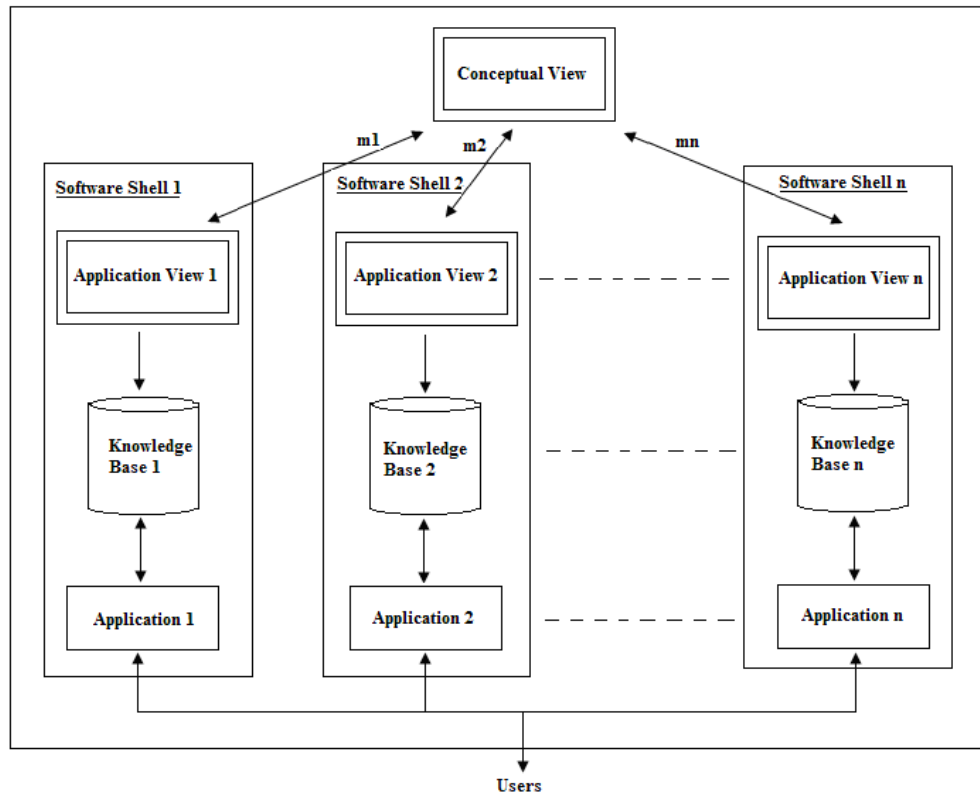 Conceptual View
m1
m2
mn
Software Shell 1
Software Shell 2
Software Shell n
Application View 1
Application View 2
Application View n
Knowledge
Base 1
Knowledge
Base 2
Knowledge
Base n
Application 1
Application 2
Application n
Users